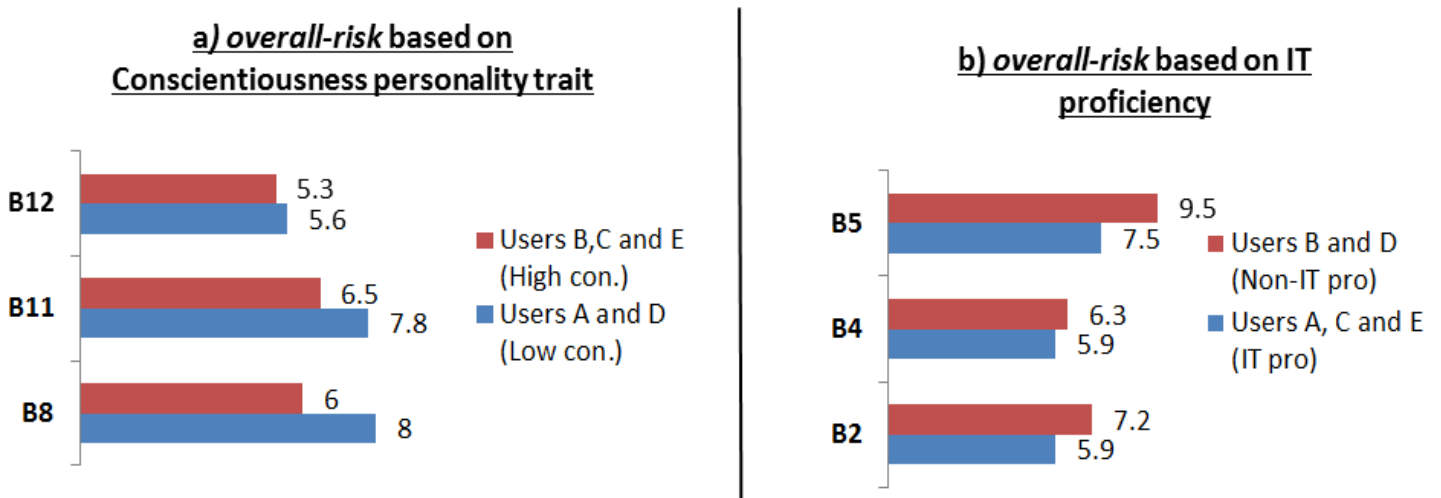 a) overall-risk based on
Conscientiousness personality trait
B12
5.3
5.6
B11
6.5
7.8
B8
6
8
Users B,C and E
(High con.)
Users A and D
(Low con.)
b) overall-risk based on IT
proficiency
B5
9.5
7.5
B4
6.3
5.9
B2
7.2
5.9
Users B and D
(Non-IT pro)
Users A, C and E
(IT pro)